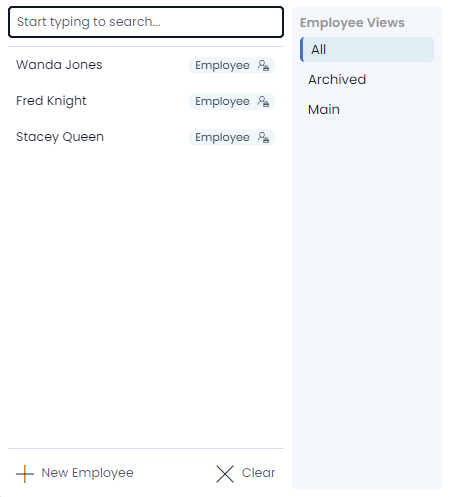 Start typing to search...
Wanda Jones Employee
Fred Knight Employee
Stacey Queen Employee
New Employee Clear
Employee Views
All
Archived
Main